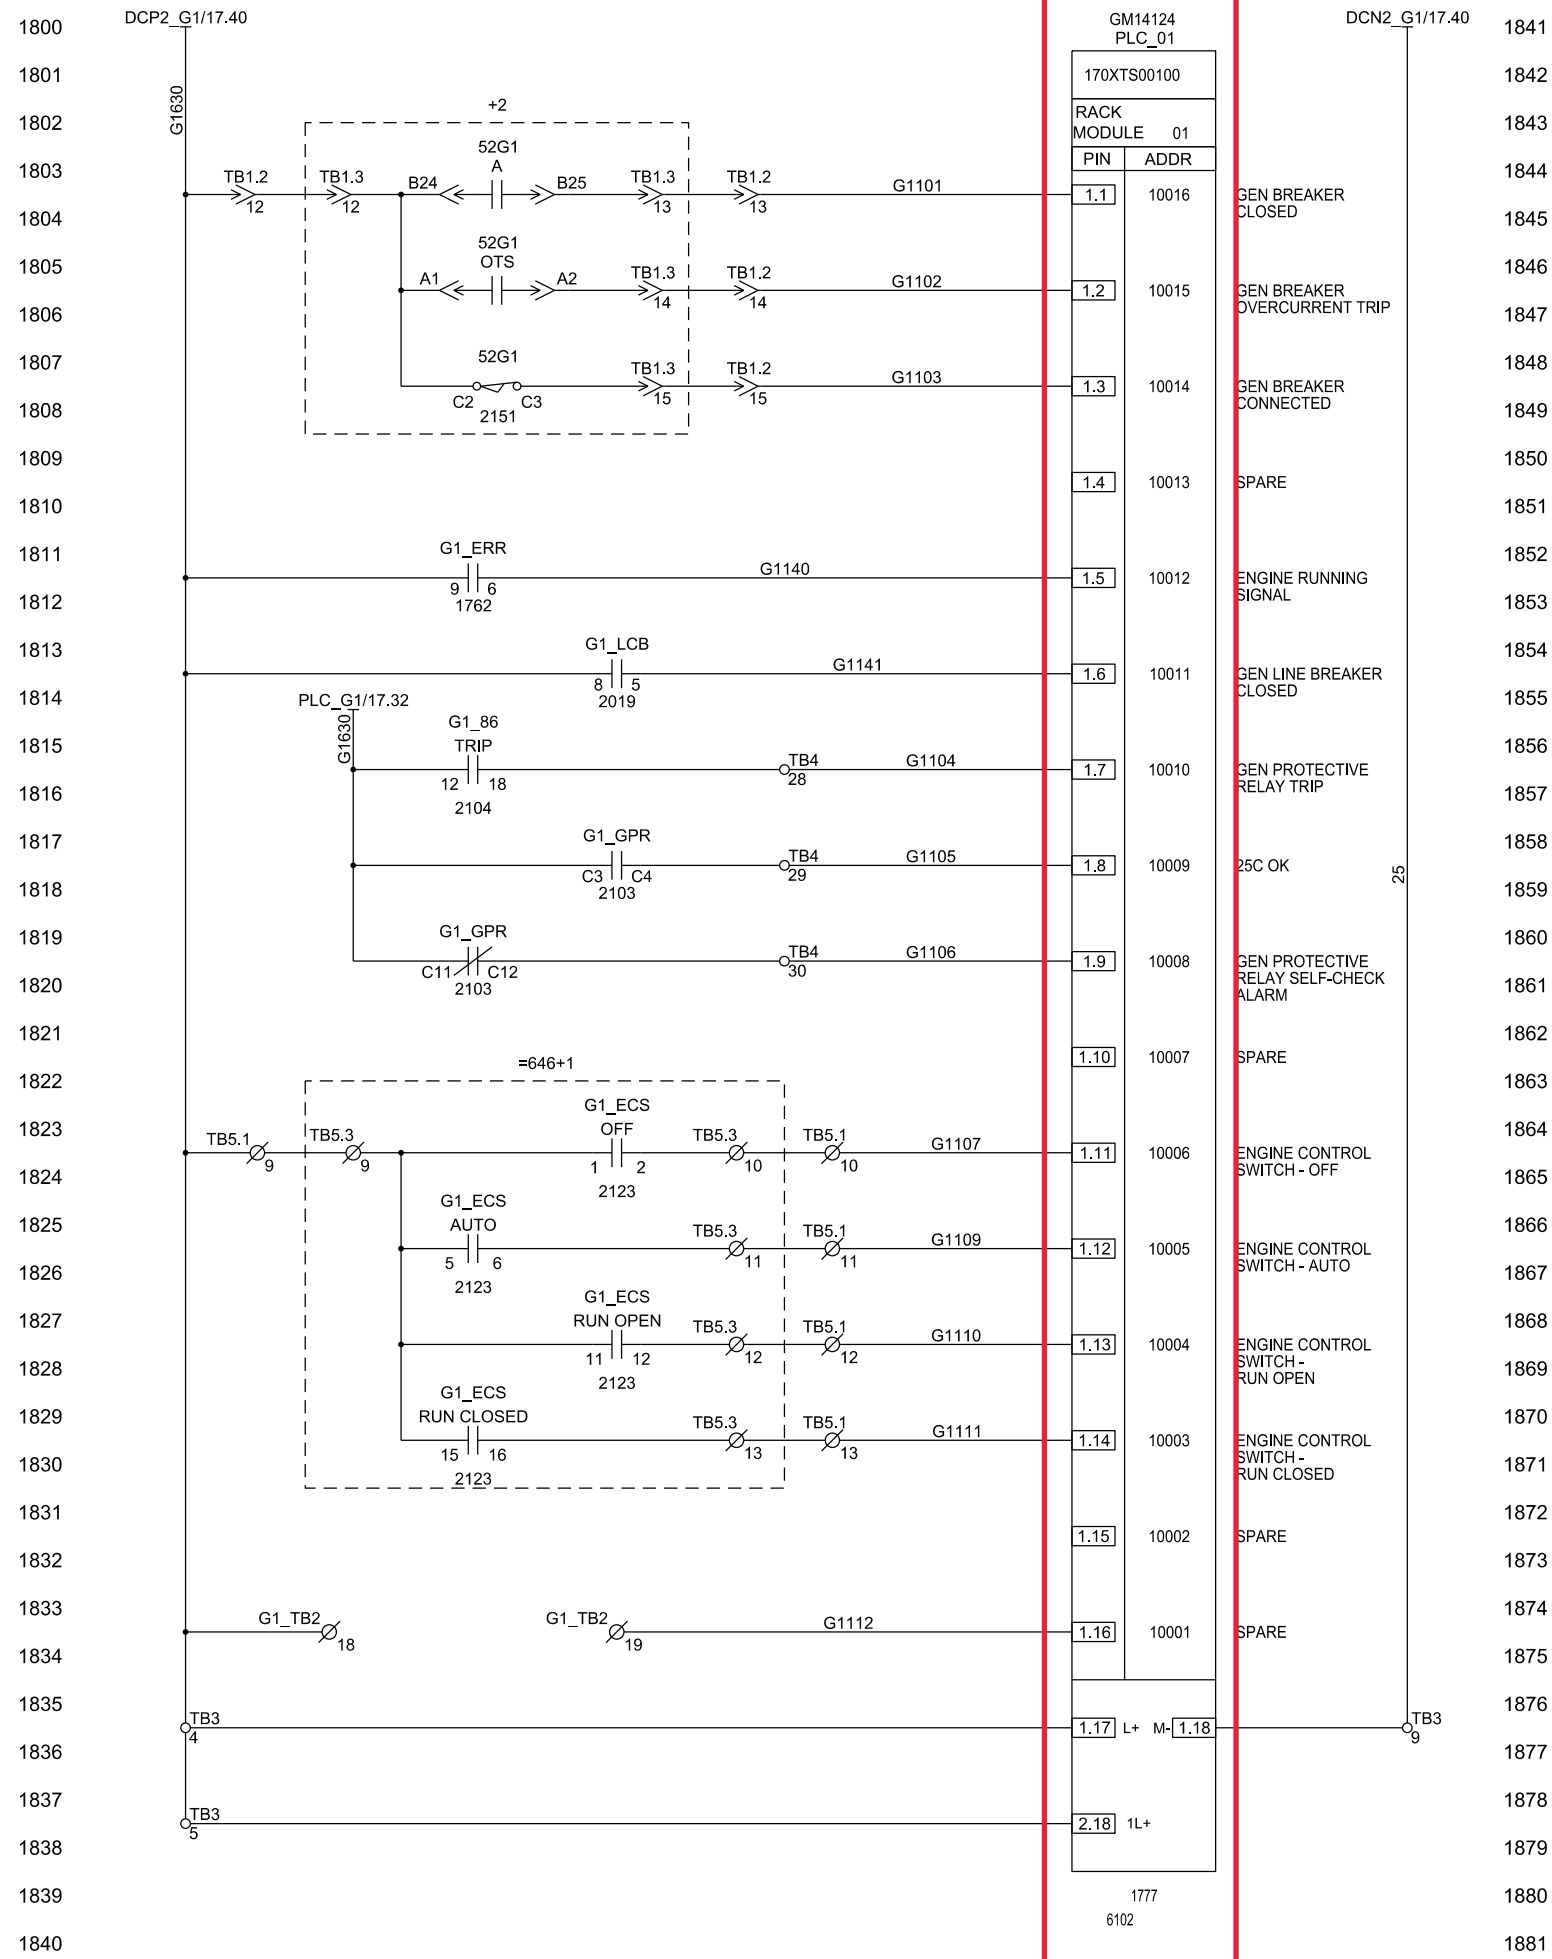 DCP2_G1/17.40
GM14124
PLC_01
DCN2_G1/17.40
1800
1841
1801
170XTS00100
1842
G1630
+2
1802
RACK
MODULE 01
1843
52G1
A
1803
PIN ADDR
1844
TB1.2
12
TB1.3
12
B24
B25
TB1.3
13
TB1.2
13
G1101
1.1
10016
GEN BREAKER
CLOSED
1804
1845
52G1
OTS
1805
1846
A1
A2
TB1.3
14
TB1.2
14
G1102
1.2
10015
GEN BREAKER
OVERCURRENT TRIP
1806
1847
52G1
1807
1848
C2
C3
2151
TB1.3
15
TB1.2
15
G1103
1.3
10014
GEN BREAKER
CONNECTED
1808
1849
1809
1850
1.4
10013
SPARE
1810
1851
1811
1852
G1_ERR
9
6
1762
G1140
1.5
10012
ENGINE RUNNING
SIGNAL
1812
1853
1813
1854
G1_LCB
8
5
2019
G1141
1.6
10011
GEN LINE BREAKER
CLOSED
1814
1855
PLC_G1/17.32
G1630
1815
1856
G1_86
TRIP
12
18
2104
TB4
28
G1104
1.7
10010
GEN PROTECTIVE
RELAY TRIP
1816
1857
1817
1858
G1_GPR
C3
C4
2103
TB4
29
G1105
1.8
10009
25C OK
25
1818
1859
1819
1860
G1_GPR
C11
C12
2103
TB4
30
G1106
1.9
10008
GEN PROTECTIVE
RELAY SELF-CHECK
ALARM
1820
1861
1821
1862
=646+1
1.10
10007
SPARE
1822
1863
1823
1864
TB5.1
9
TB5.3
9
G1_ECS
OFF
1
2
2123
TB5.3
10
TB5.1
10
G1107
1.11
10006
ENGINE CONTROL
SWITCH - OFF
1824
1865
1825
1866
G1_ECS
AUTO
5
6
2123
TB5.3
11
TB5.1
11
G1109
1.12
10005
ENGINE CONTROL
SWITCH - AUTO
1826
1867
1827
1868
G1_ECS
RUN OPEN
11
12
2123
TB5.3
12
TB5.1
12
G1110
1.13
10004
ENGINE CONTROL
SWITCH -
RUN OPEN
1828
1869
1829
1870
G1_ECS
RUN CLOSED
15
16
2123
TB5.3
13
TB5.1
13
G1111
1.14
10003
ENGINE CONTROL
SWITCH -
RUN CLOSED
1830
1871
1831
1872
1.15
10002
SPARE
1832
1873
1833
1874
G1_TB2
18
G1_TB2
19
G1112
1.16
10001
SPARE
1834
1875
1835
1876
TB3
4
1.17 L+ M- 1.18
TB3
9
1836
1877
1837
1878
TB3
5
2.18 1L+
1838
1879
1839
1777
1880
6102
1840
1881